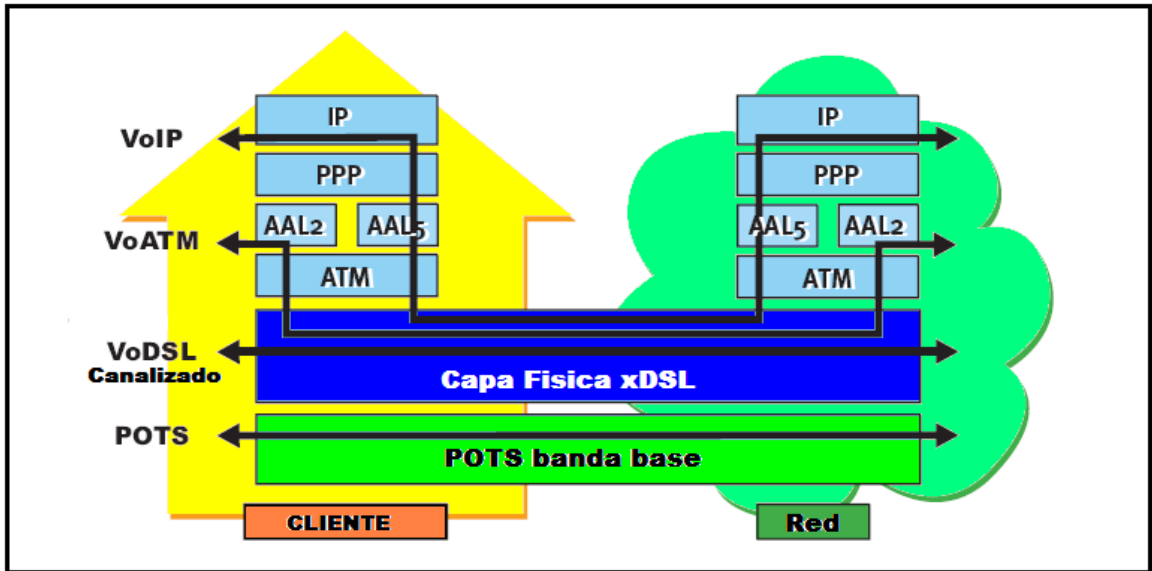 VoIP
IP
IP
PPP
PPP
VoATM
AAL2
AAL5
AAL5
AAL2
ATM
ATM
VoDSL
Canalizado
Capa Fisica xDSL
POTS
POTS banda base
CLIENTE
Red